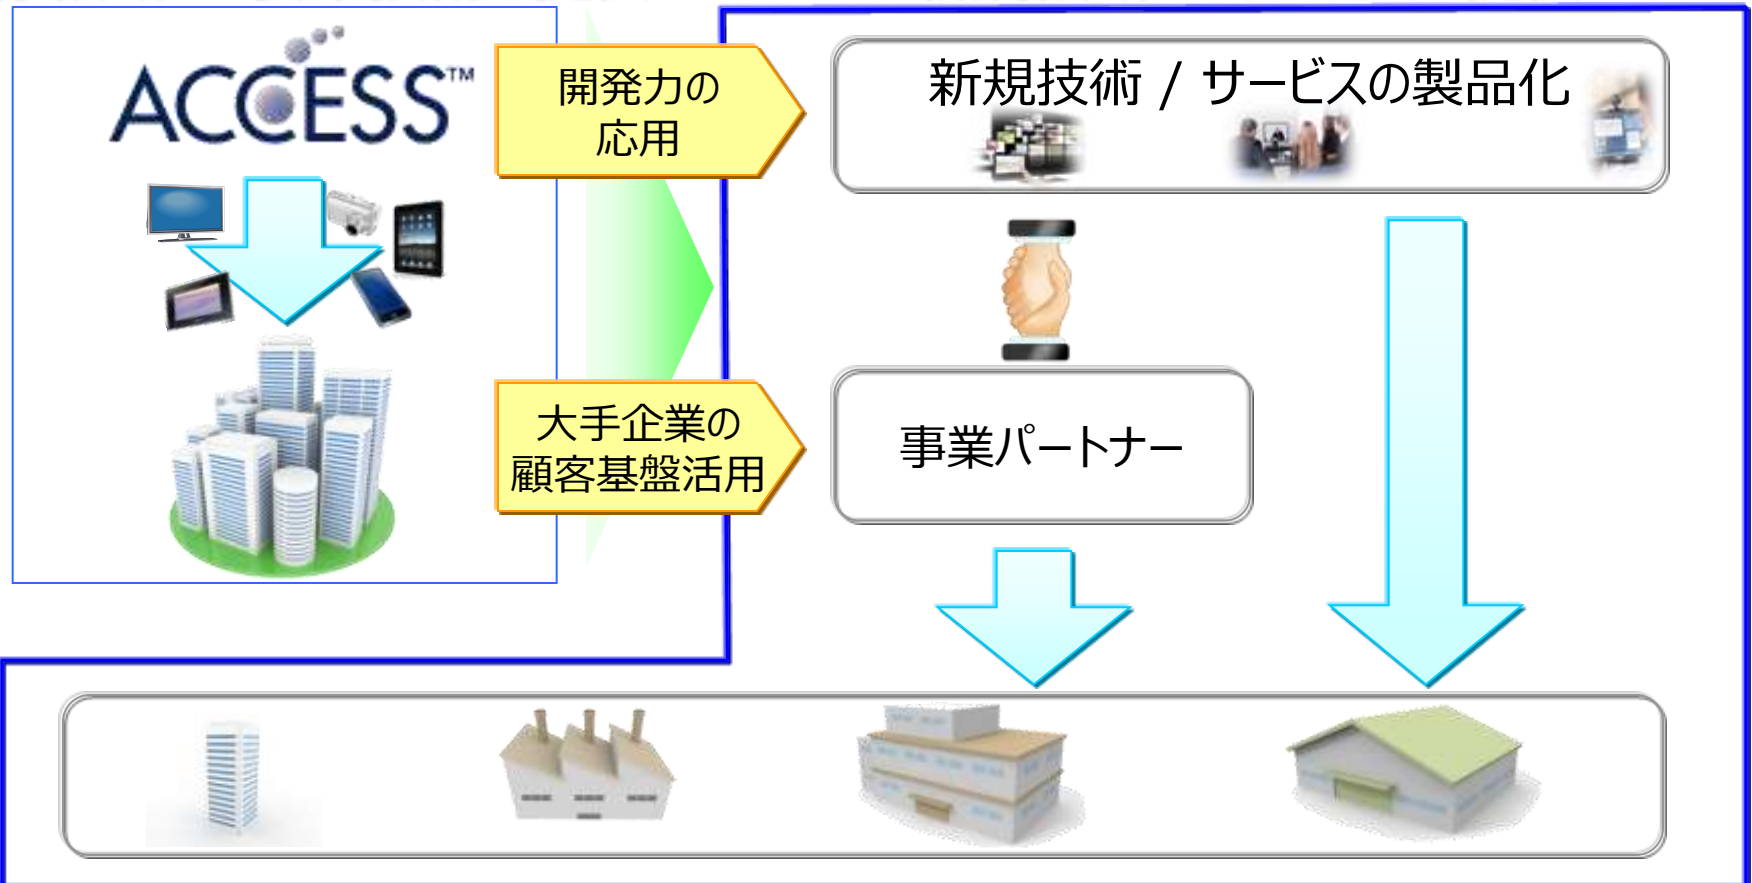 ACCESS™
開発力の
応用
新規技術 / サービスの製品化
大手企業の
顧客基盤活用
事業パートナー